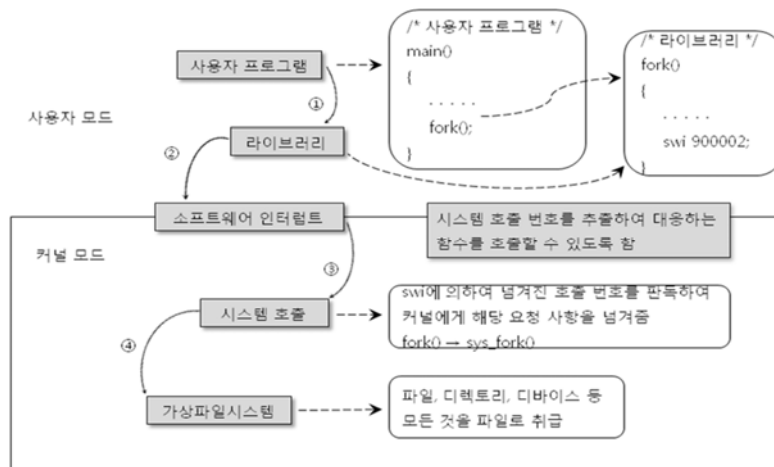 /* 사용자 프로그램 */
main()
{
. . . . .
fork();
}
/* 라이브러리 */
fork()
{
. . . . .
swi 900002;
}
사용자 프로그램
①
사용자 모드
라이브러리
②
소프트웨어 인터럽트
시스템 호출 번호를 추출하여 대응하는
함수를 호출할 수 있도록 함
커널 모드
③
swi에 의하여 넘겨진 호출 번호를 판독하여
커널에게 해당 요청 사항을 넘겨줌
fork() → sys_fork()
시스템 호출
④
가상파일시스템
파일, 디렉토리, 디바이스 등
모든 것을 파일로 취급